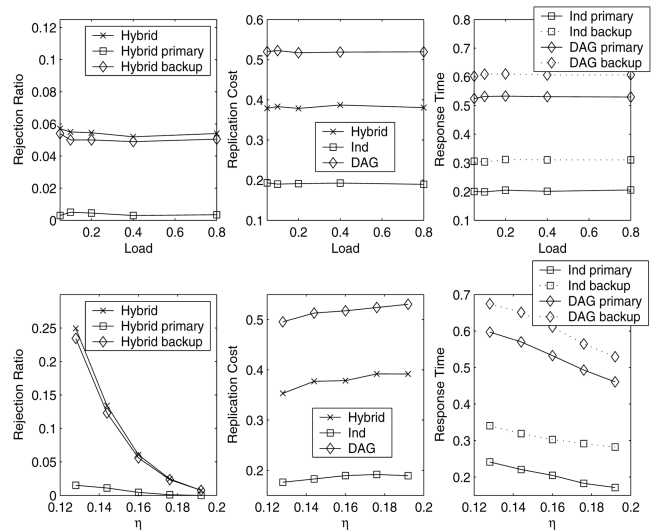 Rejection Ratio
0.12
0.1
0.08
0.06
0.04
0.02
0
0.2 0.4 0.6 0.8
Load
Hybrid
Hybrid primary
Hybrid backup
Replication Cost
0.6
0.5
0.4
0.3
0.2
0.1
0.2 0.4 0.6 0.8
Load
Hybrid
Ind
DAG
Response Time
0.8
0.7
0.6
0.5
0.4
0.3
0.2
0.1
0.2 0.4 0.6 0.8
Load
Ind primary
Ind backup
DAG primary
DAG backup
Rejection Ratio
0.25
0.2
0.15
0.1
0.05
0
0.12 0.14 0.16 0.18 0.2
η
Hybrid
Hybrid primary
Hybrid backup
Replication Cost
0.5
0.4
0.3
0.2
0.12 0.14 0.16 0.18 0.2
η
Hybrid
Ind
DAG
Response Time
0.7
0.6
0.5
0.4
0.3
0.2
0.12 0.14 0.16 0.18 0.2
η
Ind primary
Ind backup
DAG primary
DAG backup